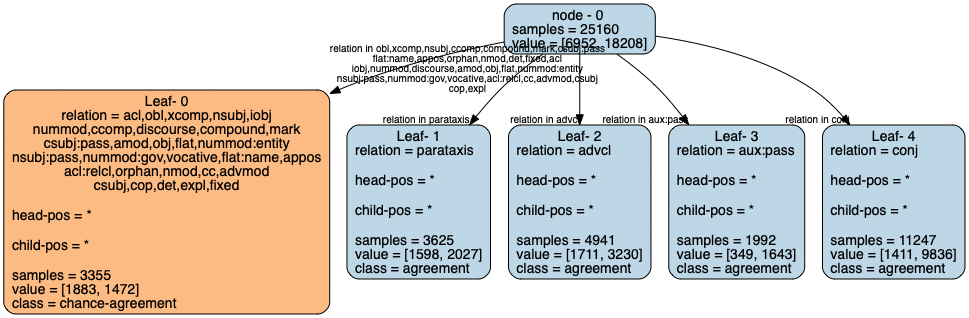 node - 0
samples = 25160
value = [6952, 18208]
relation in obl,xcomp,nsubj,ccomp,compound,mark,csubj:pass
flat:name,appos,orphan,nmod,det,fixed,acl
iobj,nummod,discourse,amod,obj,flat,nummod:entity
nsubj:pass,nummod:gov,vocative,acl:relcl,cc,advmod,csubj
cop,expl
relation in parataxis
relation in advcl
relation in aux:pass
relation in conj
Leaf- 0
relation = acl,obl,xcomp,nsubj,iobj
nummod,ccomp,discourse,compound,mark
csubj:pass,amod,obj,flat,nummod:entity
nsubj:pass,nummod:gov,vocative,flat:name,appos
acl:relcl,orphan,nmod,cc,advmod
csubj,cop,det,expl,fixed
head-pos = *
child-pos = *
samples = 3355
value = [1883, 1472]
class = chance-agreement
Leaf- 1
relation = parataxis
head-pos = *
child-pos = *
samples = 3625
value = [1598, 2027]
class = agreement
Leaf- 2
relation = advcl
head-pos = *
child-pos = *
samples = 4941
value = [1711, 3230]
class = agreement
Leaf- 3
relation = aux:pass
head-pos = *
child-pos = *
samples = 1992
value = [349, 1643]
class = agreement
Leaf- 4
relation = conj
head-pos = *
child-pos = *
samples = 11247
value = [1411, 9836]
class = agreement